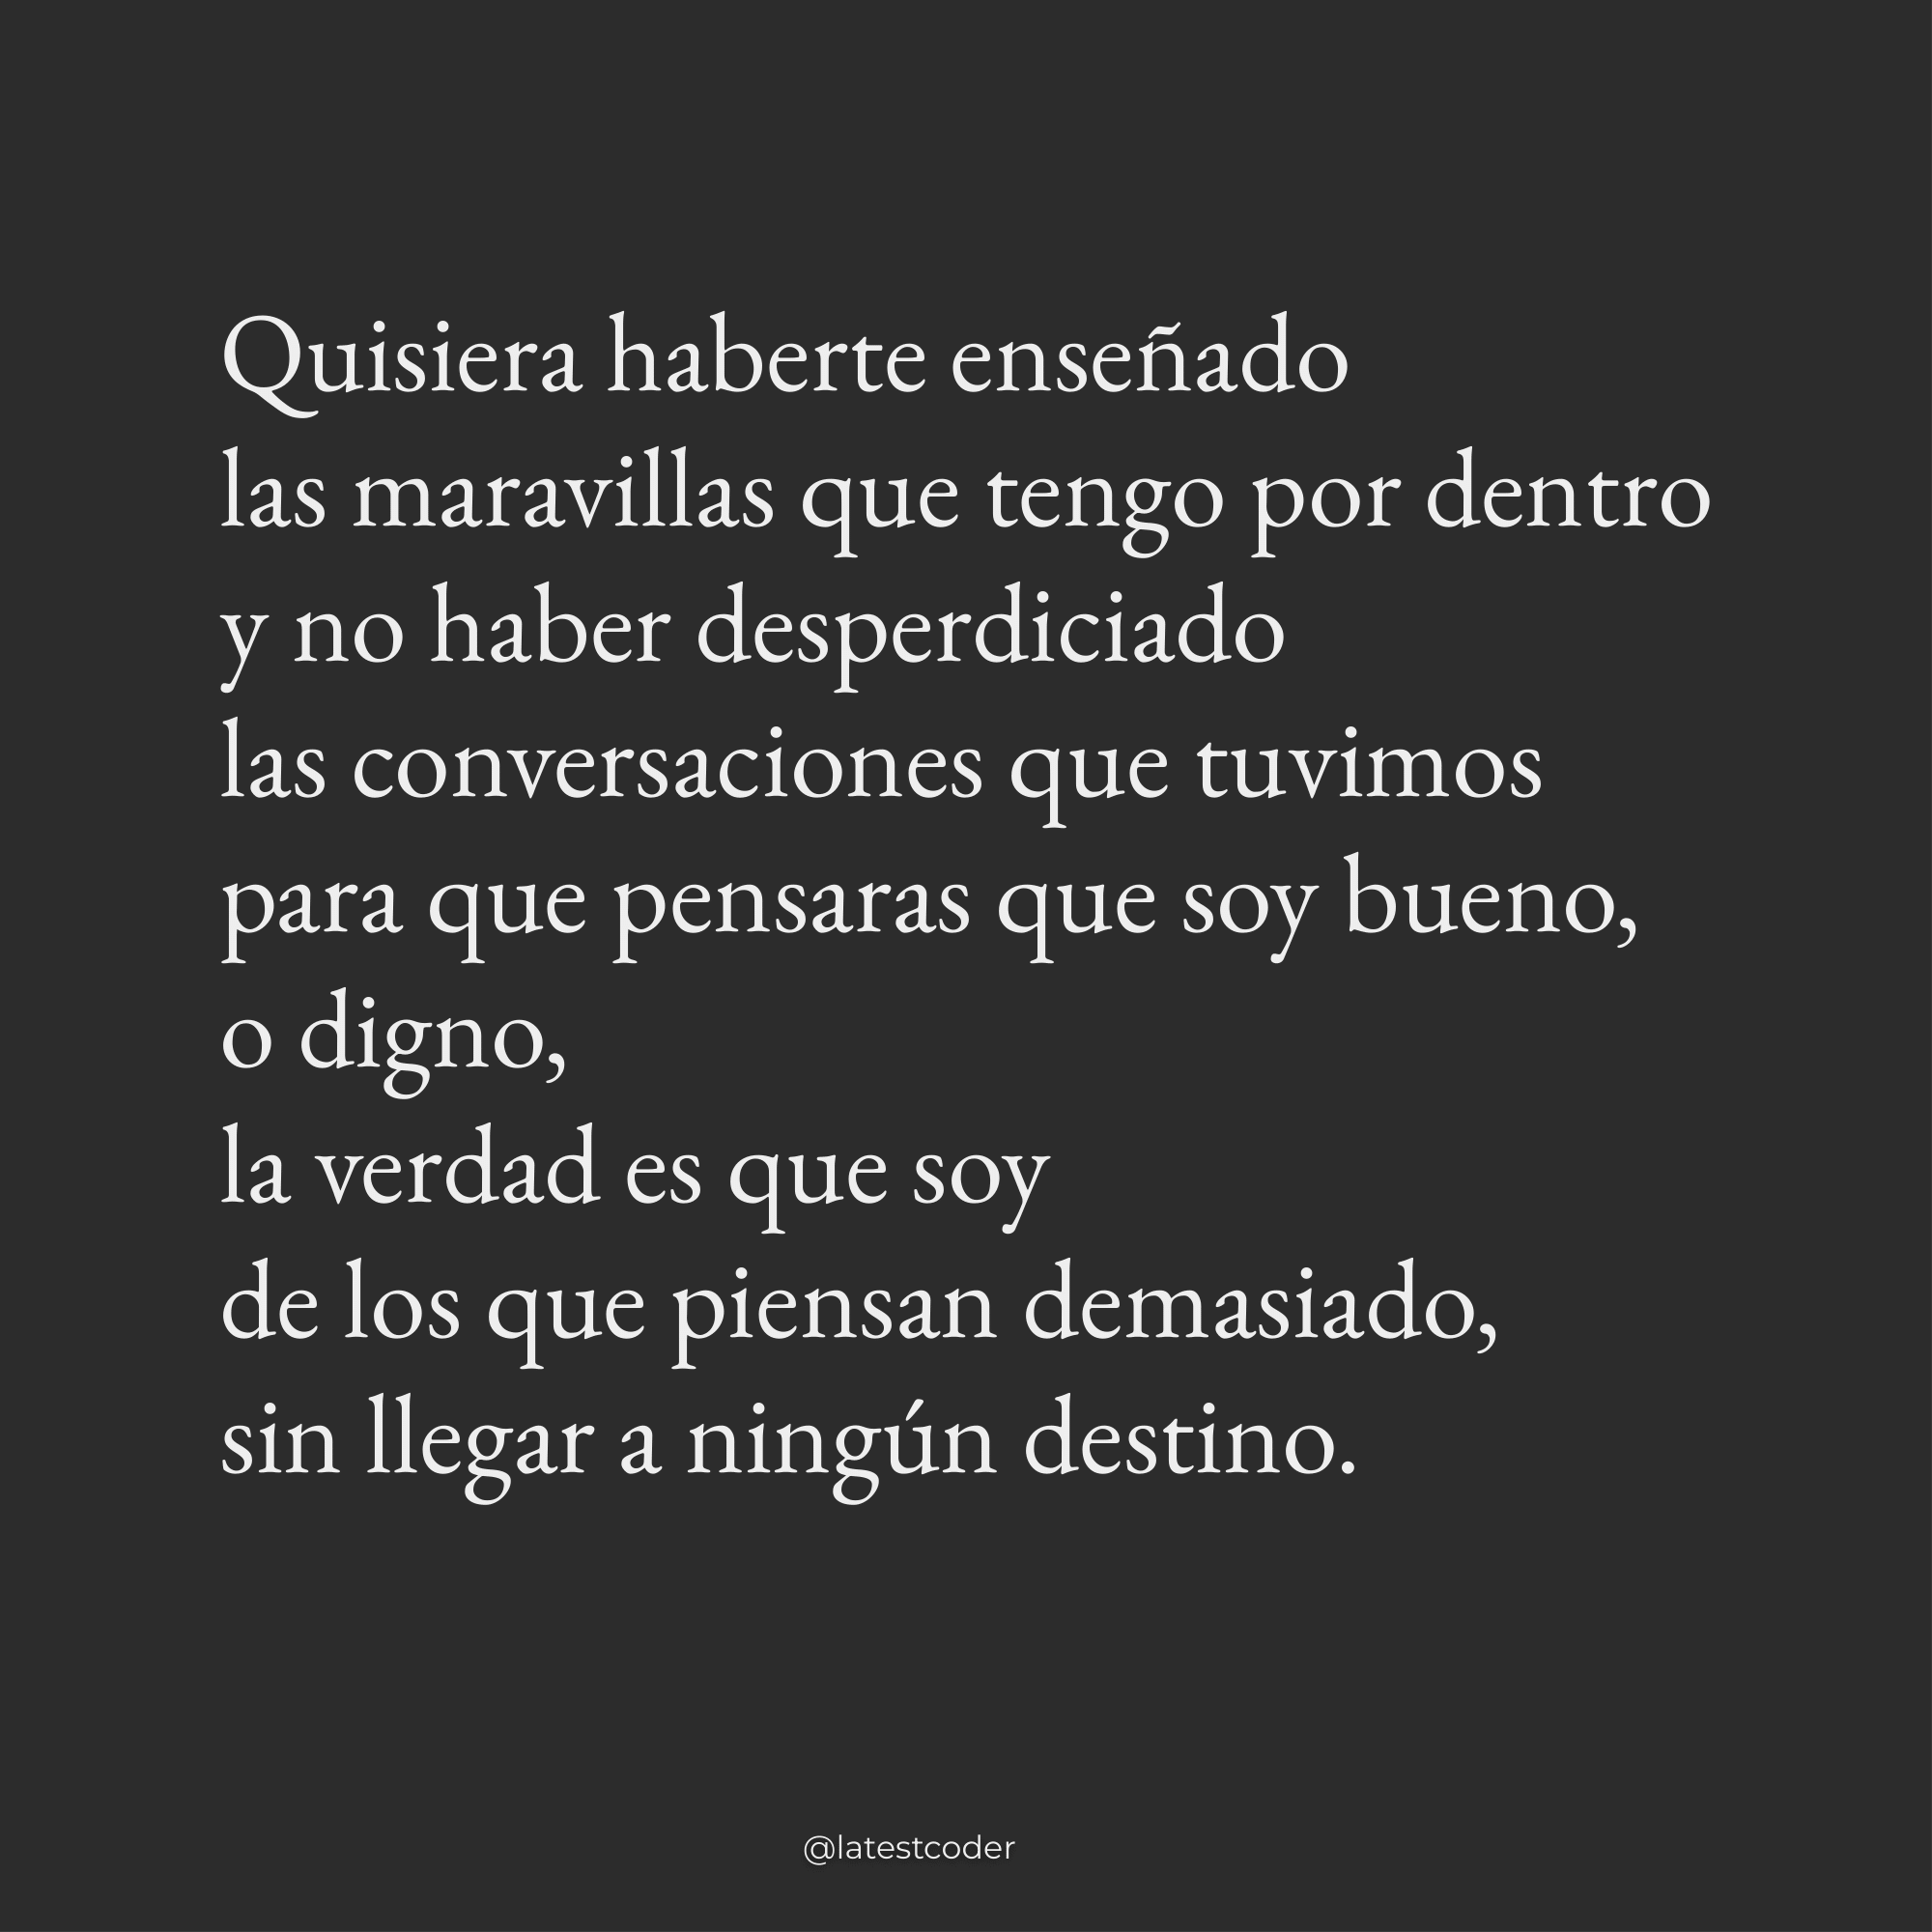 Quisiera haberte enseñado
las maravillas que tengo por dentro
y no haber desperdiciado
las conversaciones que tuvimos
para que pensaras que soy bueno,
o digno,
la verdad es que soy
de los que piensan demasiado,
sin llegar a ningún destino.
@latestcoder